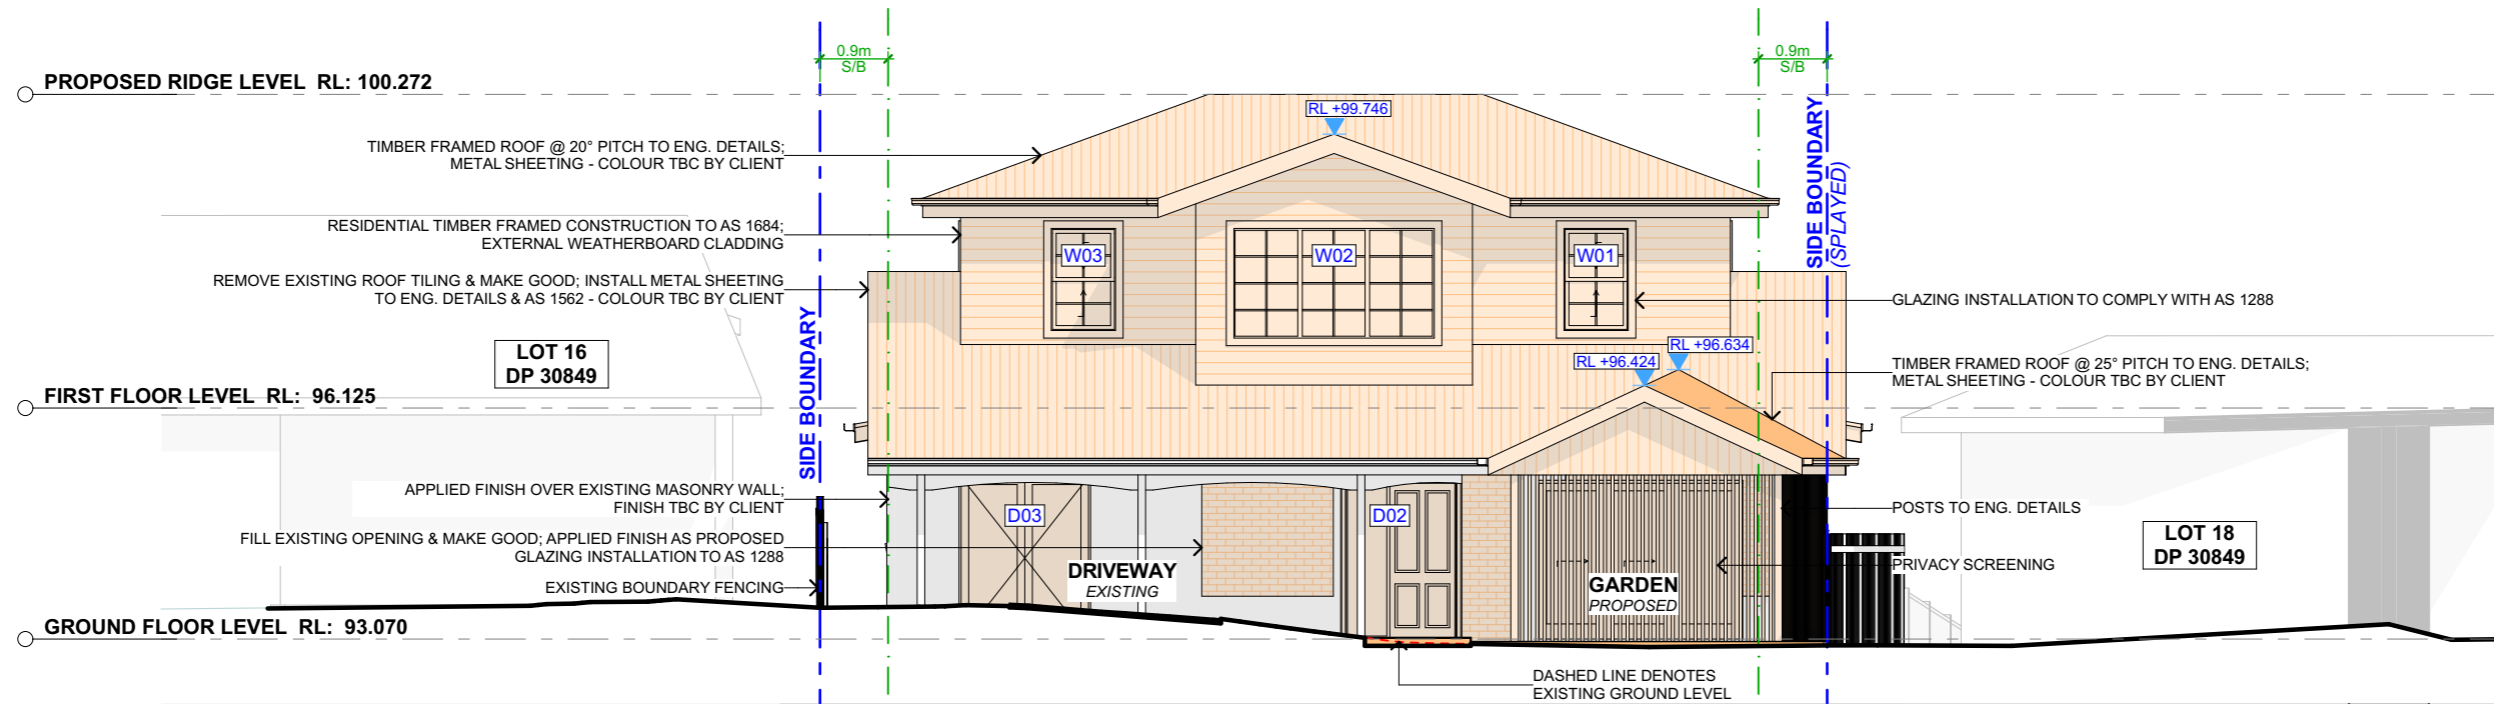 0.9m
S/B
0.9m
S/B
PROPOSED RIDGE LEVEL RL: 100.272
RL +99.746
TIMBER FRAMED ROOF @ 20° PITCH TO ENG. DETAILS;
METAL SHEETING - COLOUR TBC BY CLIENT
SIDE BOUNDARY
(SPLAYED)
RESIDENTIAL TIMBER FRAMED CONSTRUCTION TO AS 1684;
EXTERNAL WEATHERBOARD CLADDING
W03
W02
W01
REMOVE EXISTING ROOF TILING & MAKE GOOD; INSTALL METAL SHEETING
TO ENG. DETAILS & AS 1562 - COLOUR TBC BY CLIENT
GLAZING INSTALLATION TO COMPLY WITH AS 1288
SIDE BOUNDARY
LOT 16
DP 30849
RL +96.634
RL +96.424
TIMBER FRAMED ROOF @ 25° PITCH TO ENG. DETAILS;
METAL SHEETING - COLOUR TBC BY CLIENT
FIRST FLOOR LEVEL RL: 96.125
APPLIED FINISH OVER EXISTING MASONRY WALL;
FINISH TBC BY CLIENT
D03
D02
POSTS TO ENG. DETAILS
LOT 18
DP 30849
FILL EXISTING OPENING & MAKE GOOD; APPLIED FINISH AS PROPOSED
GLAZING INSTALLATION TO AS 1288
DRIVEWAY
EXISTING
PRIVACY SCREENING
EXISTING BOUNDARY FENCING
GARDEN
PROPOSED
GROUND FLOOR LEVEL RL: 93.070
DASHED LINE DENOTES
EXISTING GROUND LEVEL